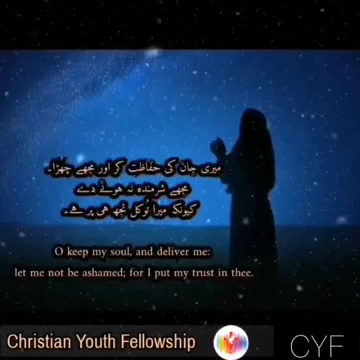 میری جان کی حفاظت کر اور مجھے چھڑا۔
مجھے شرمندہ نہ ہونے دے
کیونکہ میرا توکل تجھ ہی پر ہے۔
O keep my soul, and deliver me:
let me not be ashamed; for I put my trust in thee.
Christian Youth Fellowship
CYF